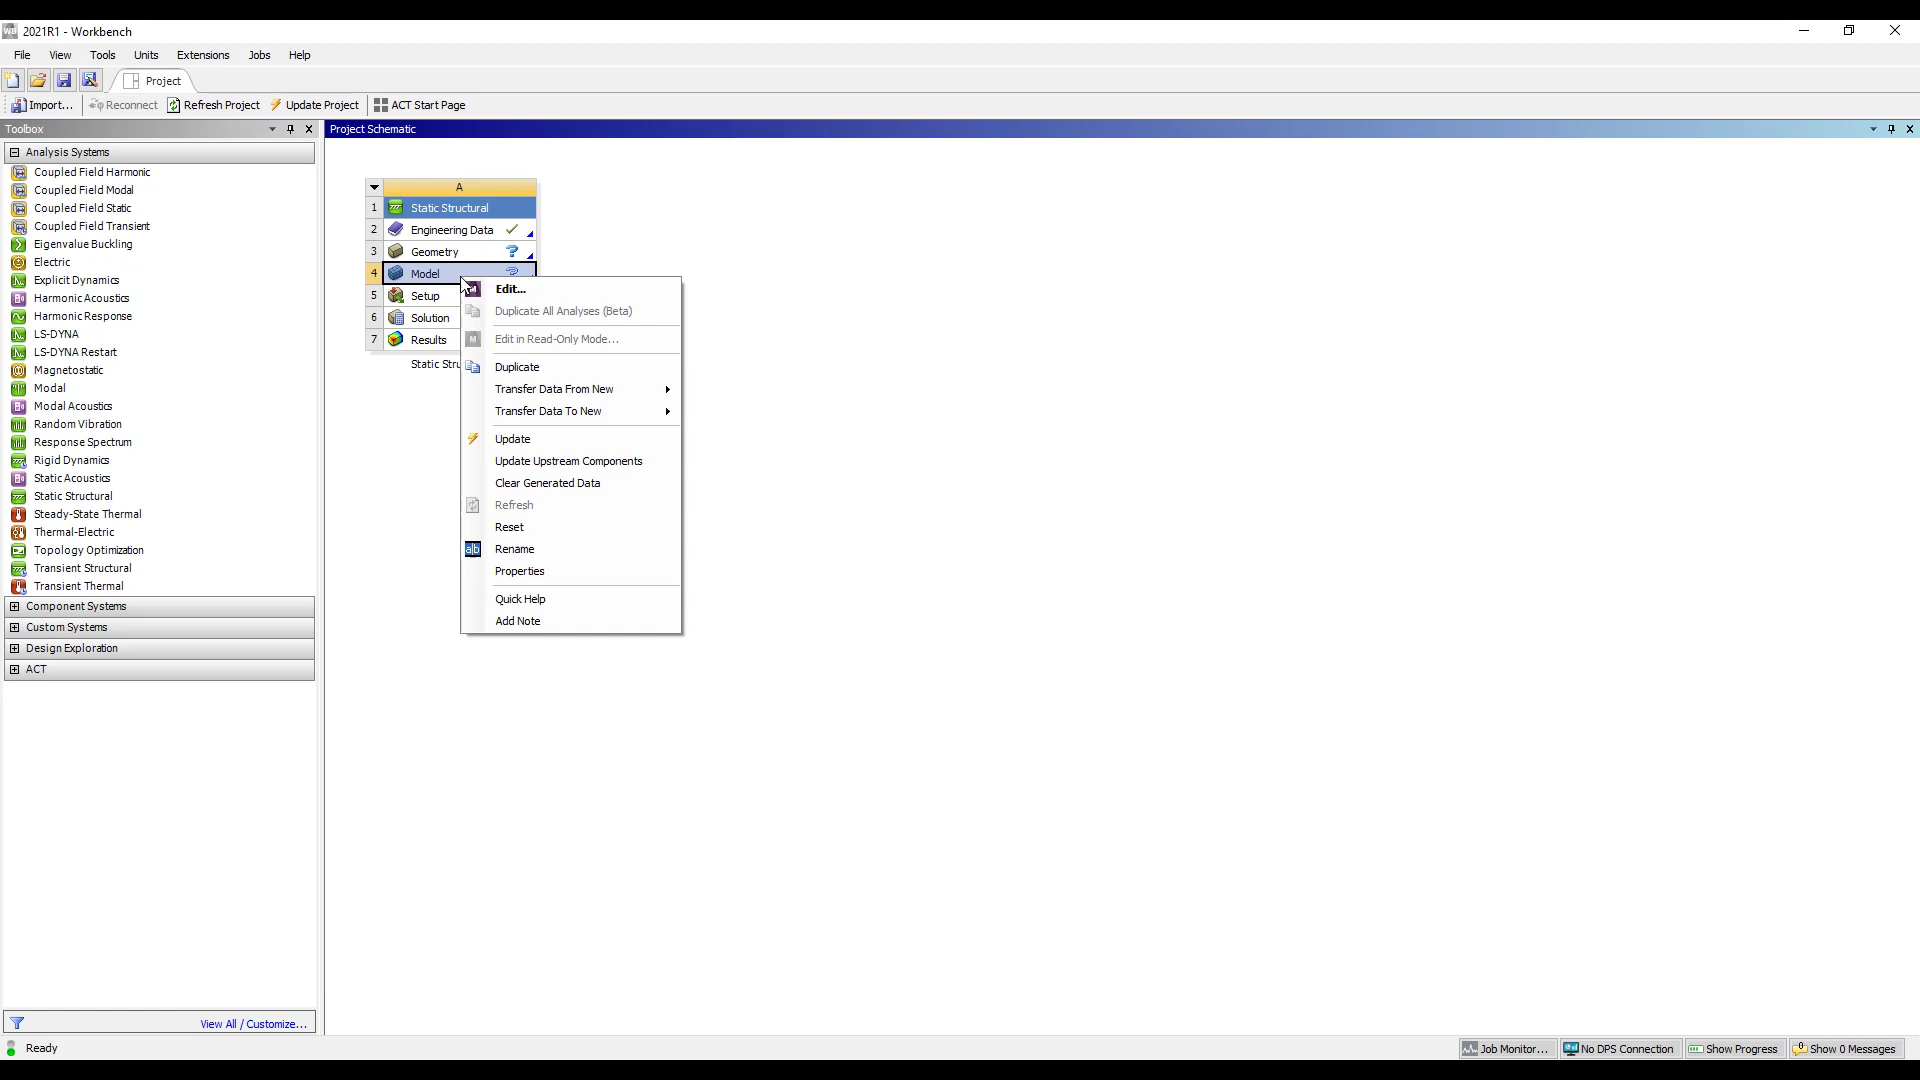 2021R1 - Workbench
File View Tools Units Extensions Jobs Help
Project
Import... Reconnect Refresh Project Update Project ACT Start Page
Toolbox
Project Schematic
Analysis Systems
Coupled Field Harmonic
Coupled Field Modal
Coupled Field Static
Coupled Field Transient
Eigenvalue Buckling
Electric
Explicit Dynamics
Harmonic Acoustics
Harmonic Response
LS-DYNA
LS-DYNA Restart
Magnetostatic
Modal
Modal Acoustics
Random Vibration
Response Spectrum
Rigid Dynamics
Static Acoustics
Static Structural
Steady-State Thermal
Thermal-Electric
Topology Optimization
Transient Structural
Transient Thermal
Component Systems
Custom Systems
Design Exploration
ACT
View All / Customize...
A
1 Static Structural
2 Engineering Data
3 Geometry ?
4 Model ?
5 Setup
6 Solution
7 Results
Static Stru
Edit...
Duplicate All Analyses (Beta)
Edit in Read-Only Mode...
Duplicate
Transfer Data From New
Transfer Data To New
Update
Update Upstream Components
Clear Generated Data
Refresh
Reset
Rename
Properties
Quick Help
Add Note
Ready
Job Monitor... No DPS Connection Show Progress Show 0 Messages